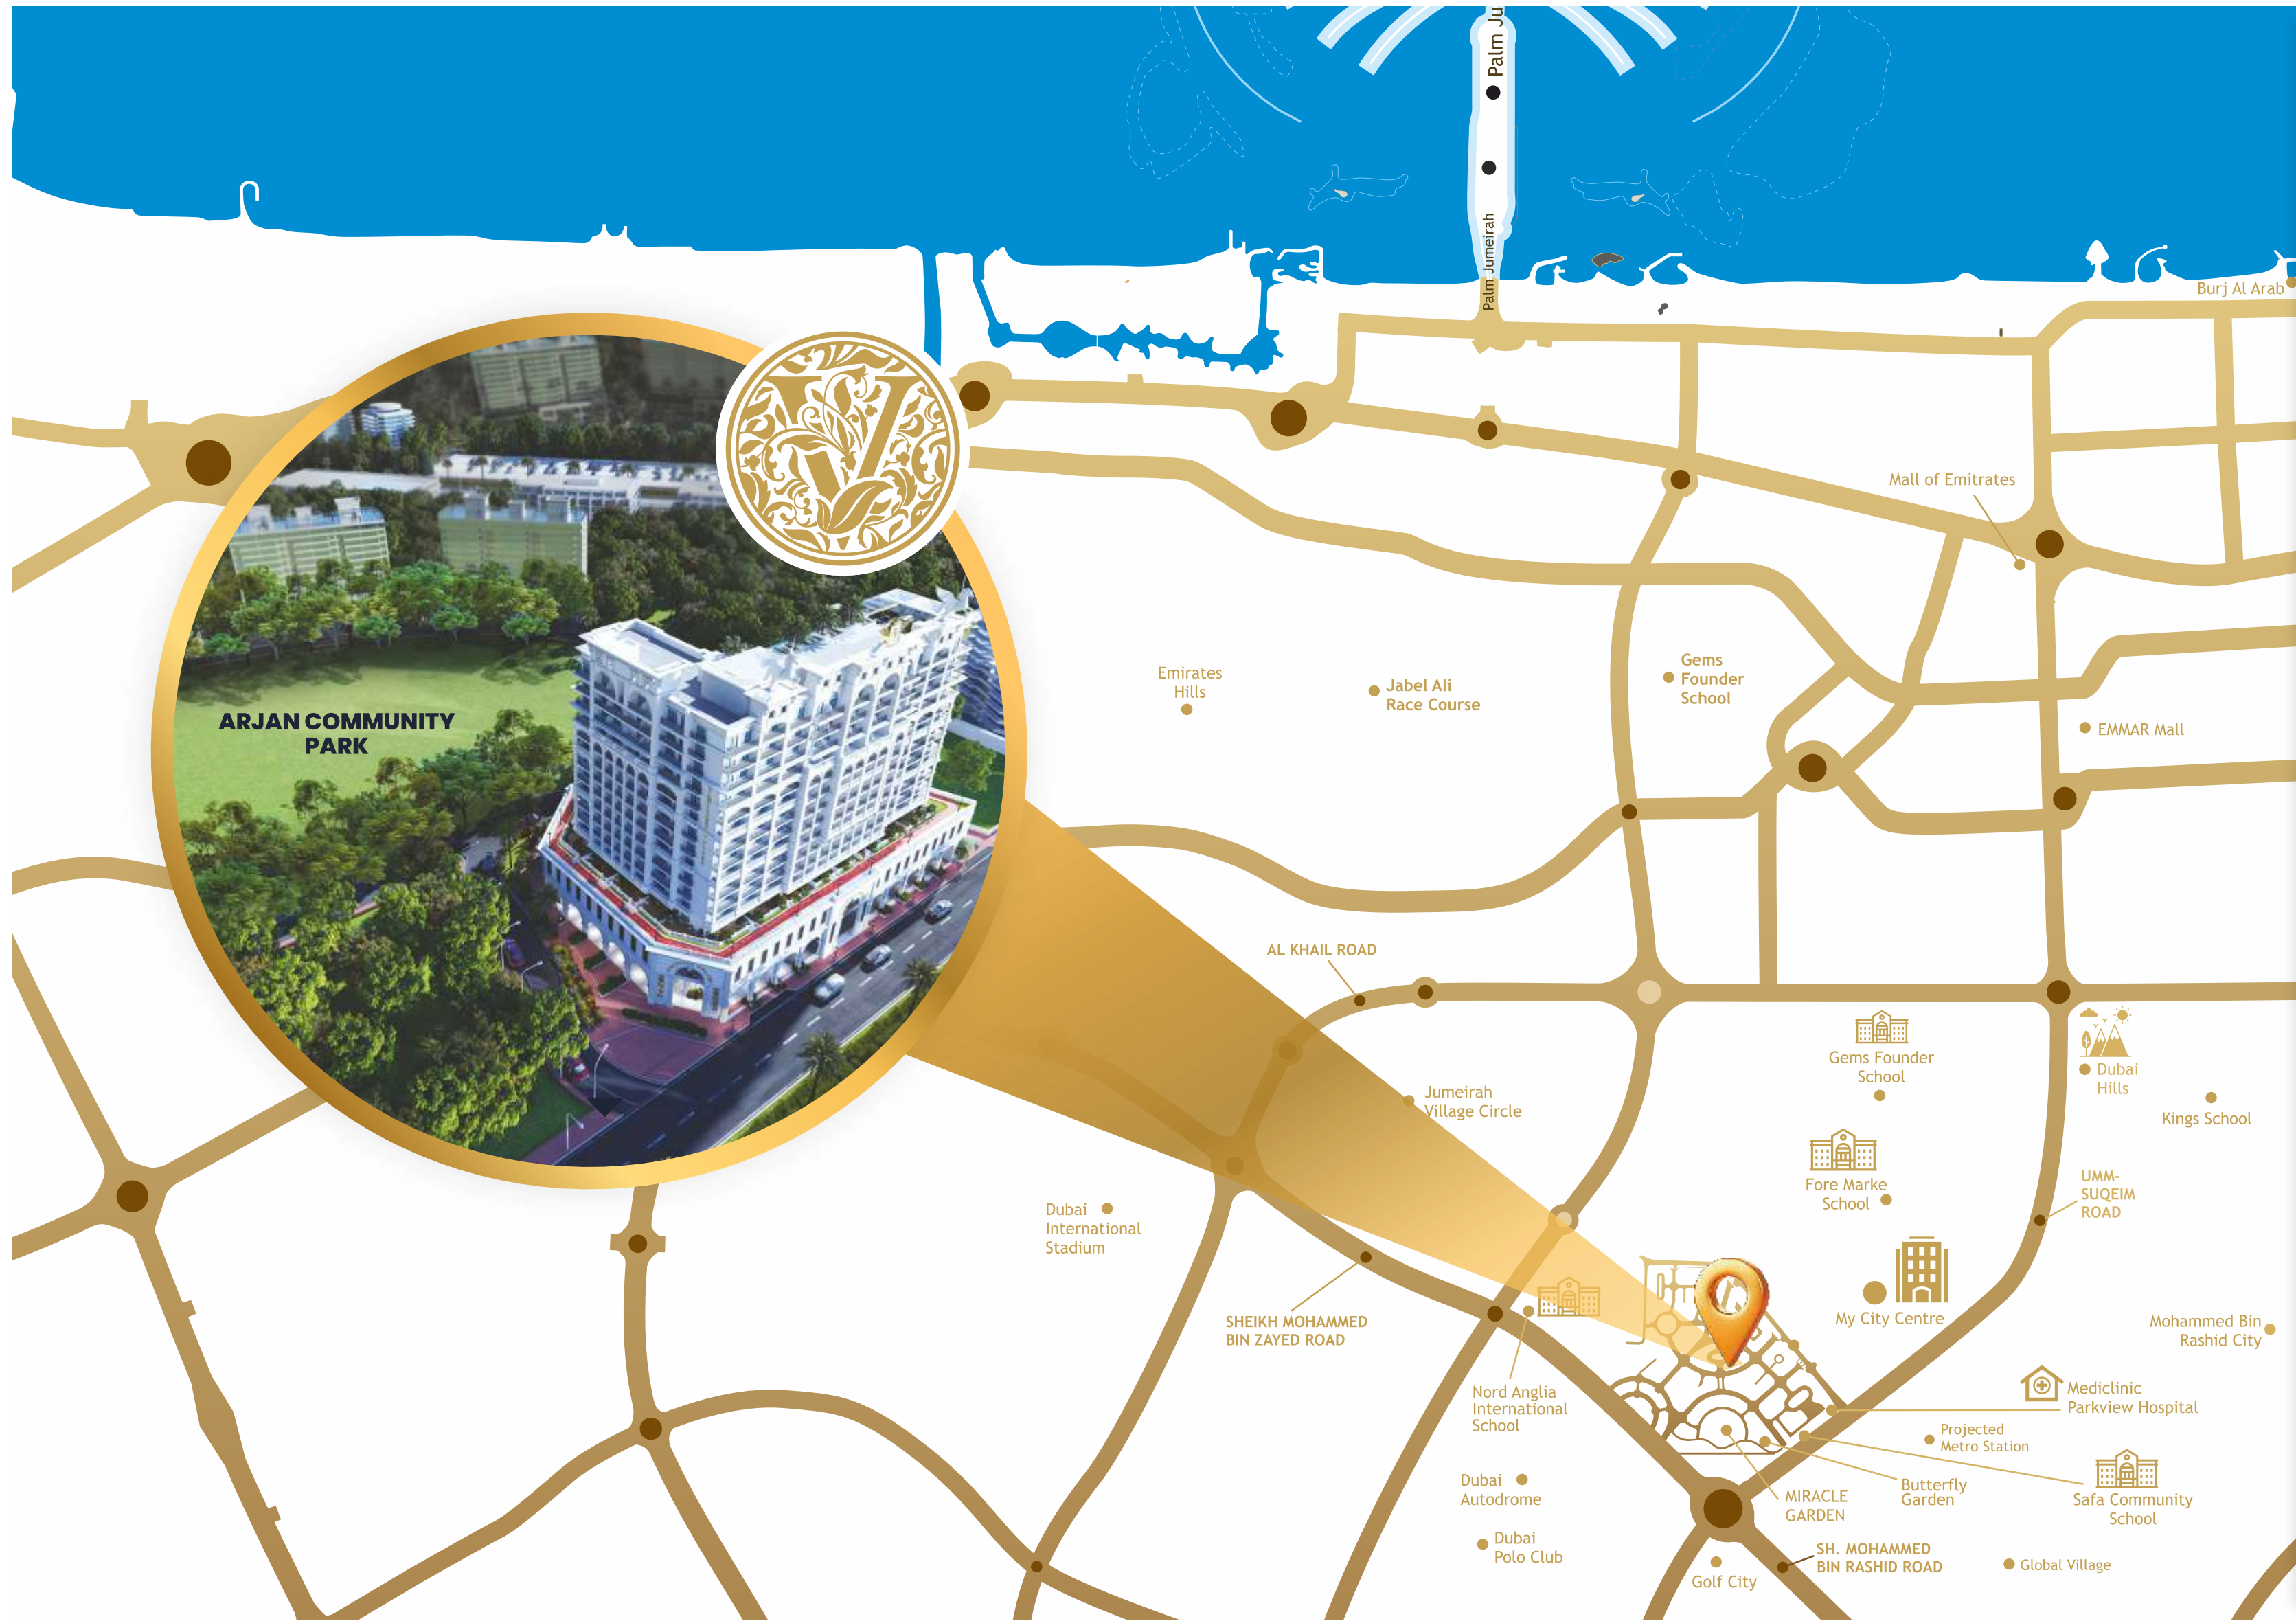 Palm Ju
Palm Jumeirah
Burj Al Arab
Mall of Emitrates
ARJAN COMMUNITY
PARK
V
Emirates
Hills
Jabel Ali
Race Course
Gems
Founder
School
EMMAR Mall
AL KHAIL ROAD
Jumeirah
Village Circle
Gems Founder
School
Dubai
Hills
Kings School
Fore Marke
School
UMM-
SUQEIM
ROAD
Dubai
International
Stadium
SHEIKH MOHAMMED
BIN ZAYED ROAD
My City Centre
Mohammed Bin
Rashid City
Nord Anglia
International
School
Mediclinic
Parkview Hospital
Projected
Metro Station
Dubai
Autodrome
MIRACLE
GARDEN
Butterfly
Garden
Safa Community
School
Dubai
Polo Club
SH. MOHAMMED
BIN RASHID ROAD
Global Village
Golf City